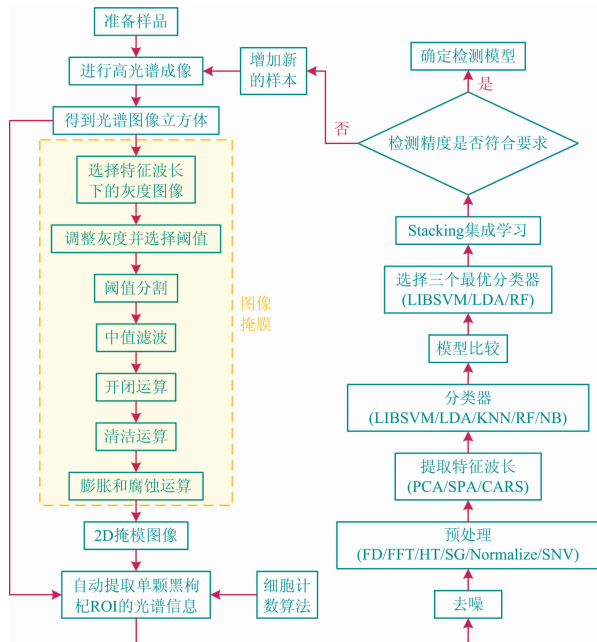 准备样品
进行高光谱成像
增加新
的样本
得到光谱图像立方体
选择特征波长
下的灰度图像
调整灰度并选择阈值
阈值分割
中值滤波
开闭运算
清洁运算
膨胀和腐蚀运算
图像
掩膜
2D掩模图像
自动提取单颗黑枸
杞ROI的光谱信息
细胞计
数算法
去噪
预处理
(FD/FFT/HT/SG/Normalize/SNV)
提取特征波长
(PCA/SPA/CARS)
分类器
(LIBSVM/LDA/KNN/RF/NB)
模型比较
选择三个最优分类器
(LIBSVM/LDA/RF)
Stacking集成学习
检测精度是否符合要求
否
是
确定检测模型